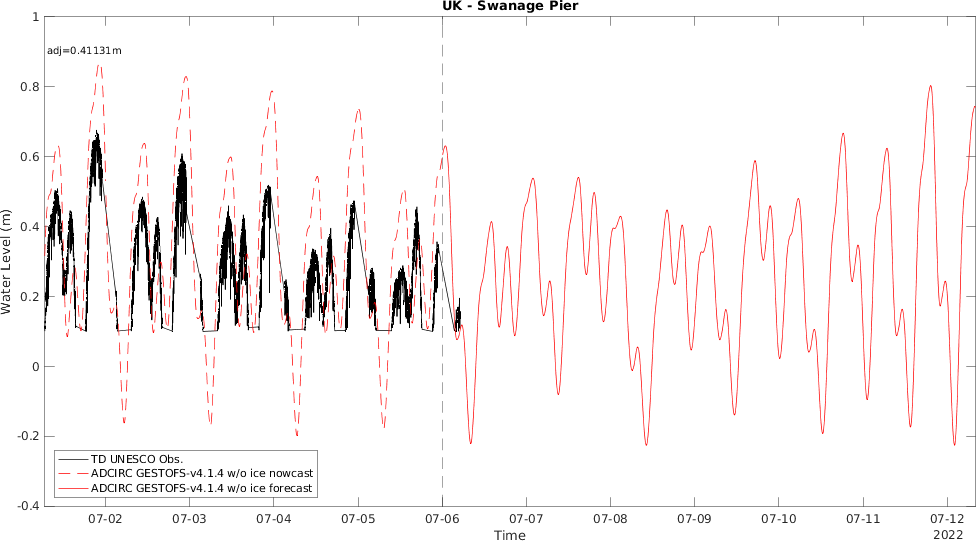 UK - Swanage Pier
adj=0.41131m
1
0.8
0.6
0.4
0.2
0
-0.2
-0.4
Water Level (m)
TD UNESCO Obs.
ADCIRC GESTOFS-v4.1.4 w/o ice nowcast
ADCIRC GESTOFS-v4.1.4 w/o ice forecast
07-02 07-03 07-04 07-05 07-06 07-07 07-08 07-09 07-10 07-11 07-12
2022
Time